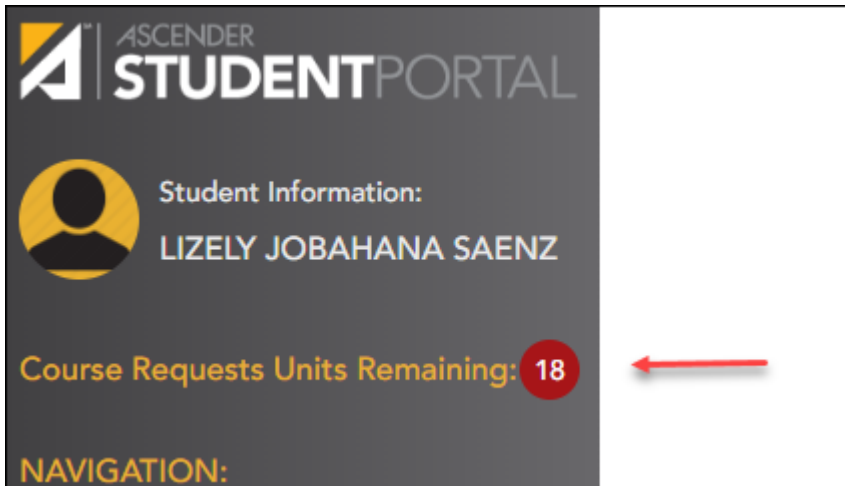 ASCENDER
STUDENTPORTAL
Student Information:
LIZELY JOBAHANA SAENZ
Course Requests Units Remaining: 18
NAVIGATION: